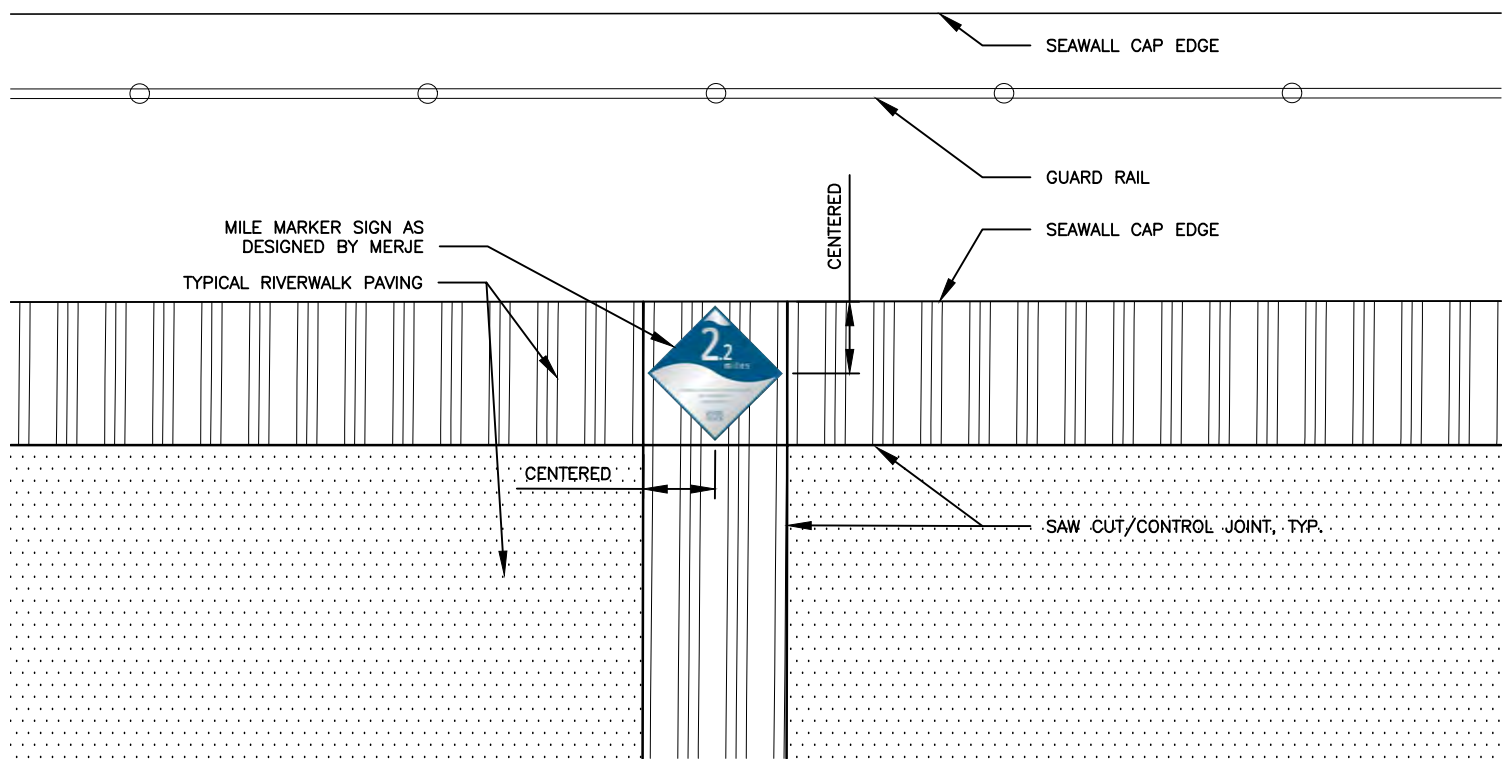 SEAWALL CAP EDGE
GUARD RAIL
CENTERED
MILE MARKER SIGN AS
DESIGNED BY MERJE
SEAWALL CAP EDGE
TYPICAL RIVERWALK PAVING
2.2
miles
CENTERED
SAW CUT/CONTROL JOINT, TYP.